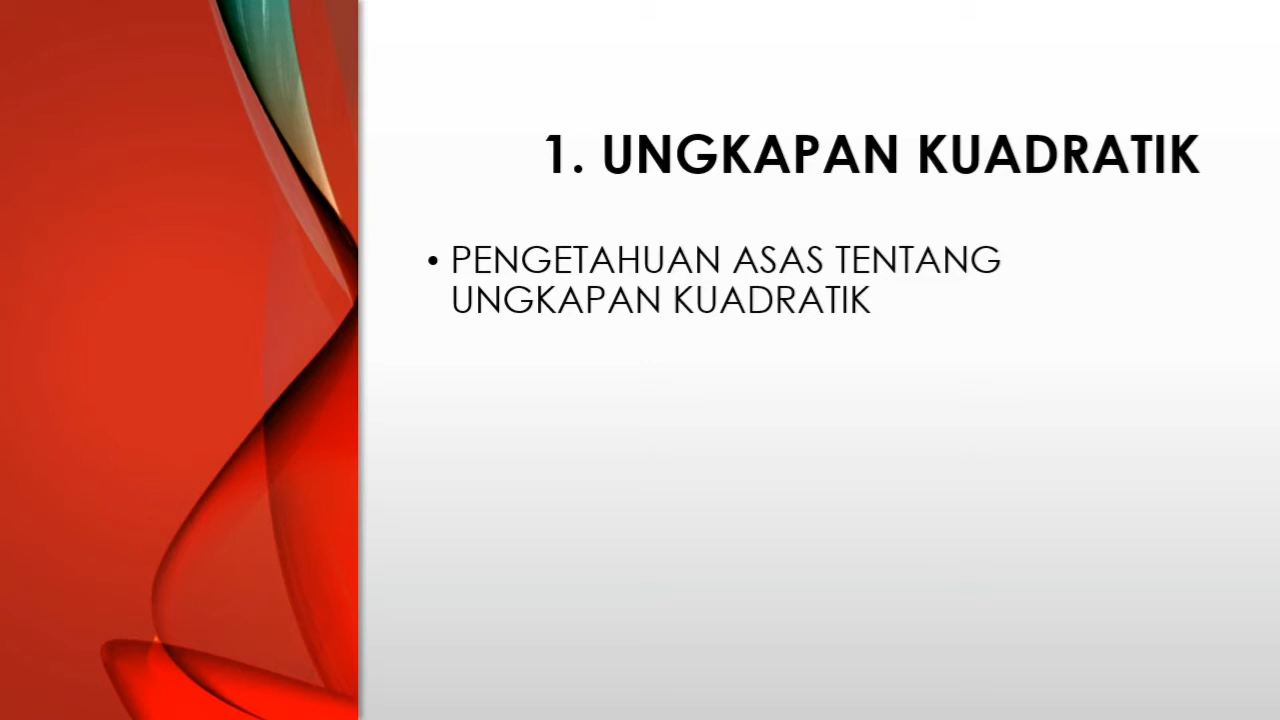 1. UNGKAPAN KUADRATIK
• PENGETAHUAN ASAS TENTANG
UNGKAPAN KUADRATIK